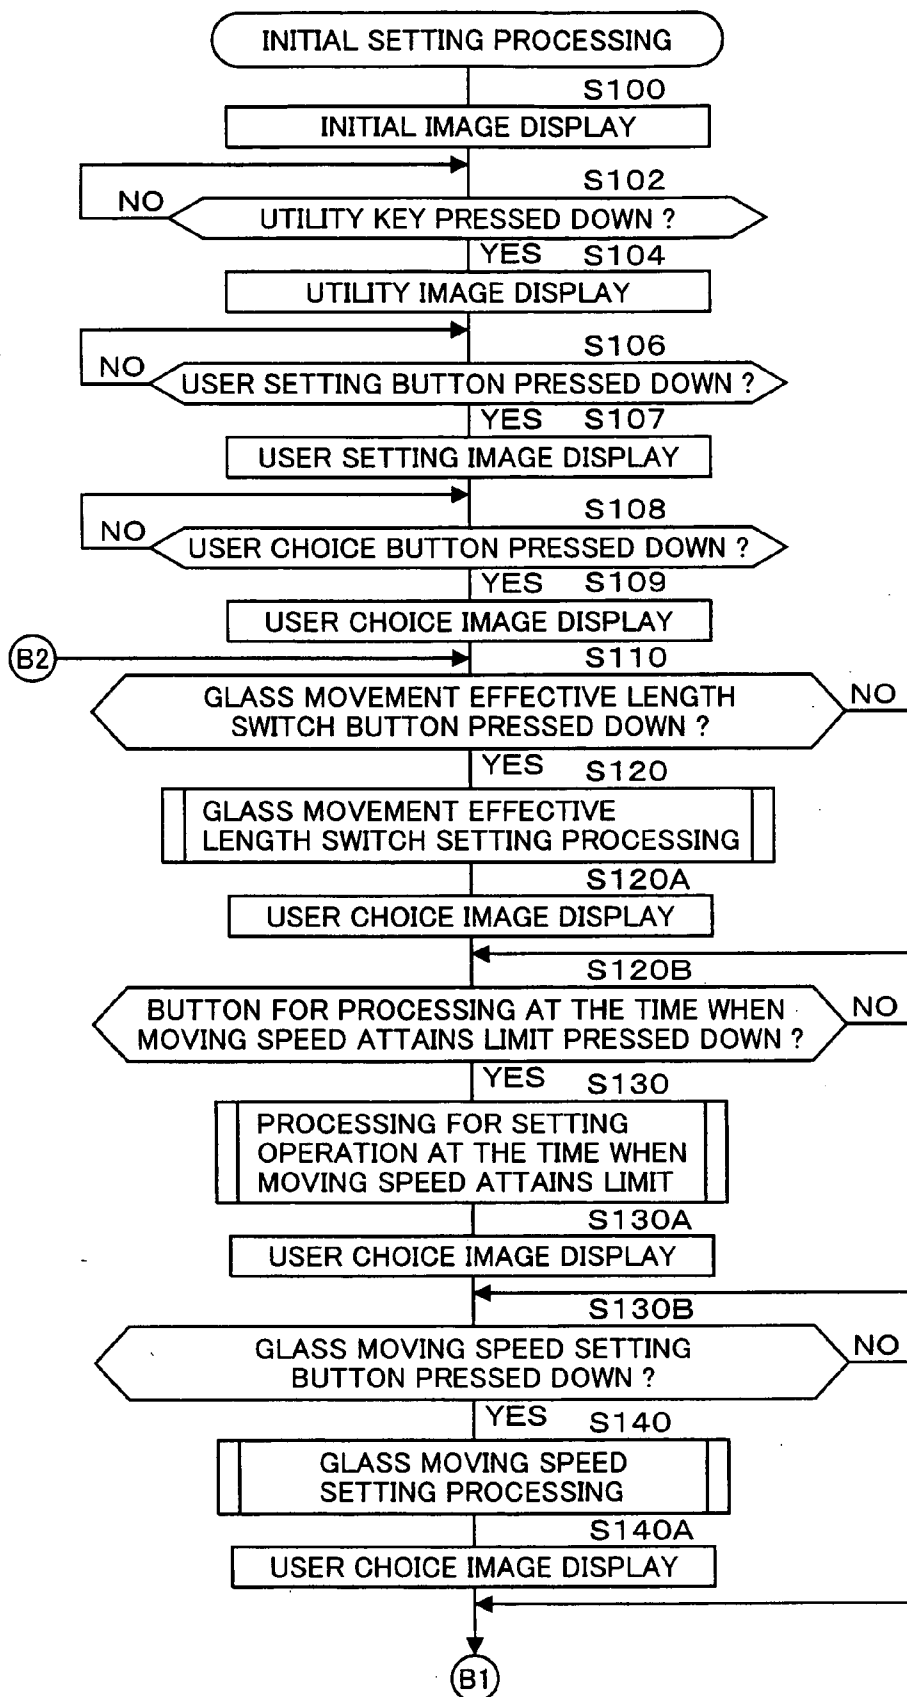 INITIAL SETTING PROCESSING
S100
INITIAL IMAGE DISPLAY
S102
NO
UTILITY KEY PRESSED DOWN ?
YES S104
UTILITY IMAGE DISPLAY
S106
NO
USER SETTING BUTTON PRESSED DOWN ?
YES S107
USER SETTING IMAGE DISPLAY
S108
NO
USER CHOICE BUTTON PRESSED DOWN ?
YES S109
USER CHOICE IMAGE DISPLAY
B2
S110
GLASS MOVEMENT EFFECTIVE LENGTH
SWITCH BUTTON PRESSED DOWN ?
NO
YES S120
GLASS MOVEMENT EFFECTIVE
LENGTH SWITCH SETTING PROCESSING
S120A
USER CHOICE IMAGE DISPLAY
S120B
BUTTON FOR PROCESSING AT THE TIME WHEN
MOVING SPEED ATTAINS LIMIT PRESSED DOWN ?
NO
YES S130
PROCESSING FOR SETTING
OPERATION AT THE TIME WHEN
MOVING SPEED ATTAINS LIMIT
S130A
USER CHOICE IMAGE DISPLAY
S130B
GLASS MOVING SPEED SETTING
BUTTON PRESSED DOWN ?
NO
YES S140
GLASS MOVING SPEED
SETTING PROCESSING
S140A
USER CHOICE IMAGE DISPLAY
B1